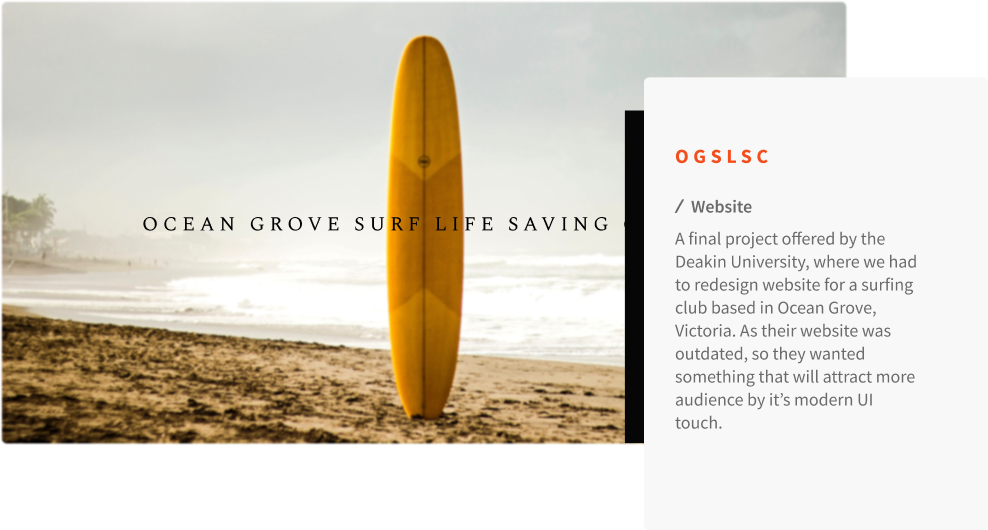 OCEAN GROVE SURF LIFE SAVING
OGSLSC
/ Website
A final project offered by the
Deakin University, where we had
to redesign website for a surfing
club based in Ocean Grove,
Victoria. As their website was
outdated, so they wanted
something that will attract more
audience by it’s modern UI
touch.